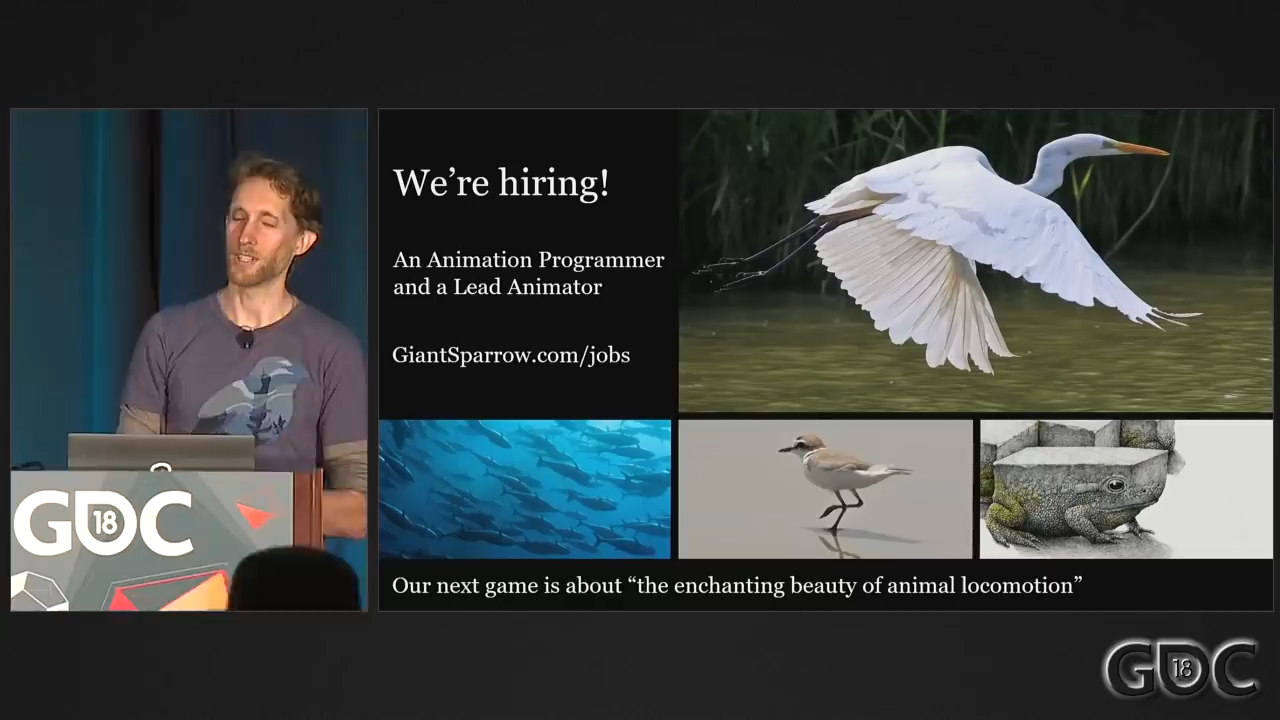 We're hiring!
An Animation Programmer
and a Lead Animator
GiantSparrow.com/jobs
Our next game is about “the enchanting beauty of animal locomotion”
GDC 18
GDC 18